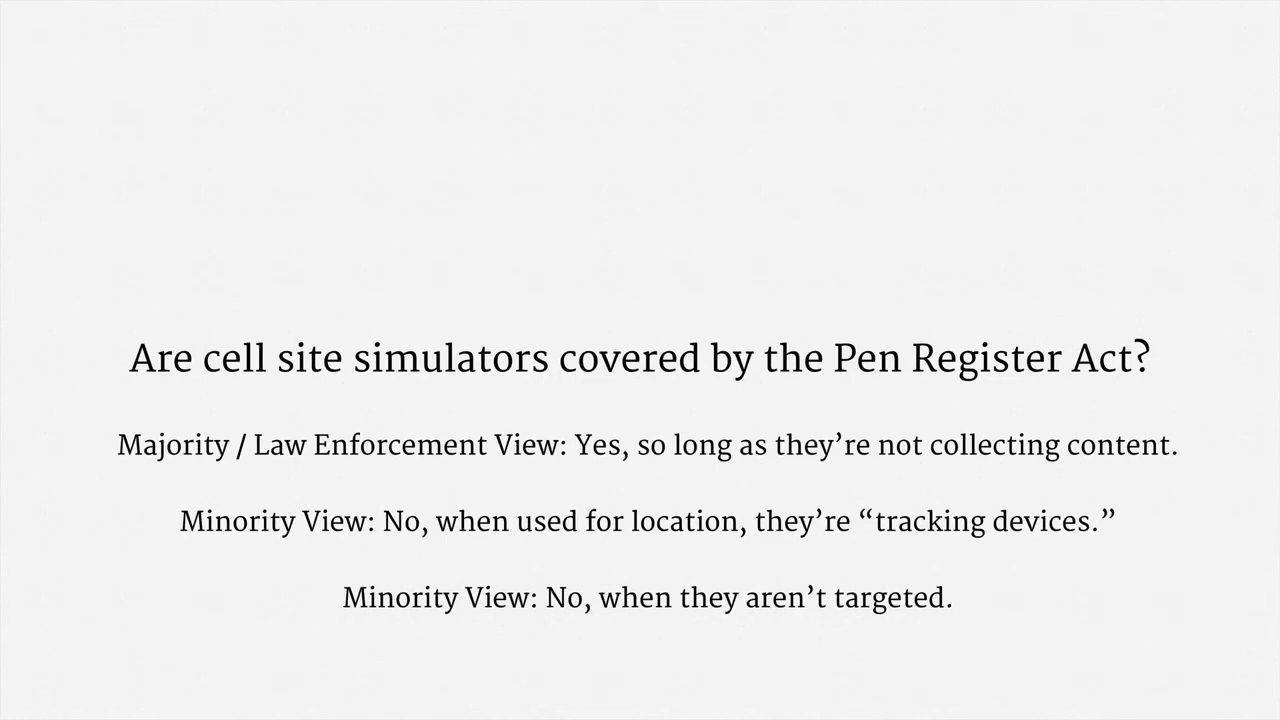 Are cell site simulators covered by the Pen Register Act?
Majority / Law Enforcement View: Yes, so long as they’re not collecting content.
Minority View: No, when used for location, they’re “tracking devices.”
Minority View: No, when they aren’t targeted.